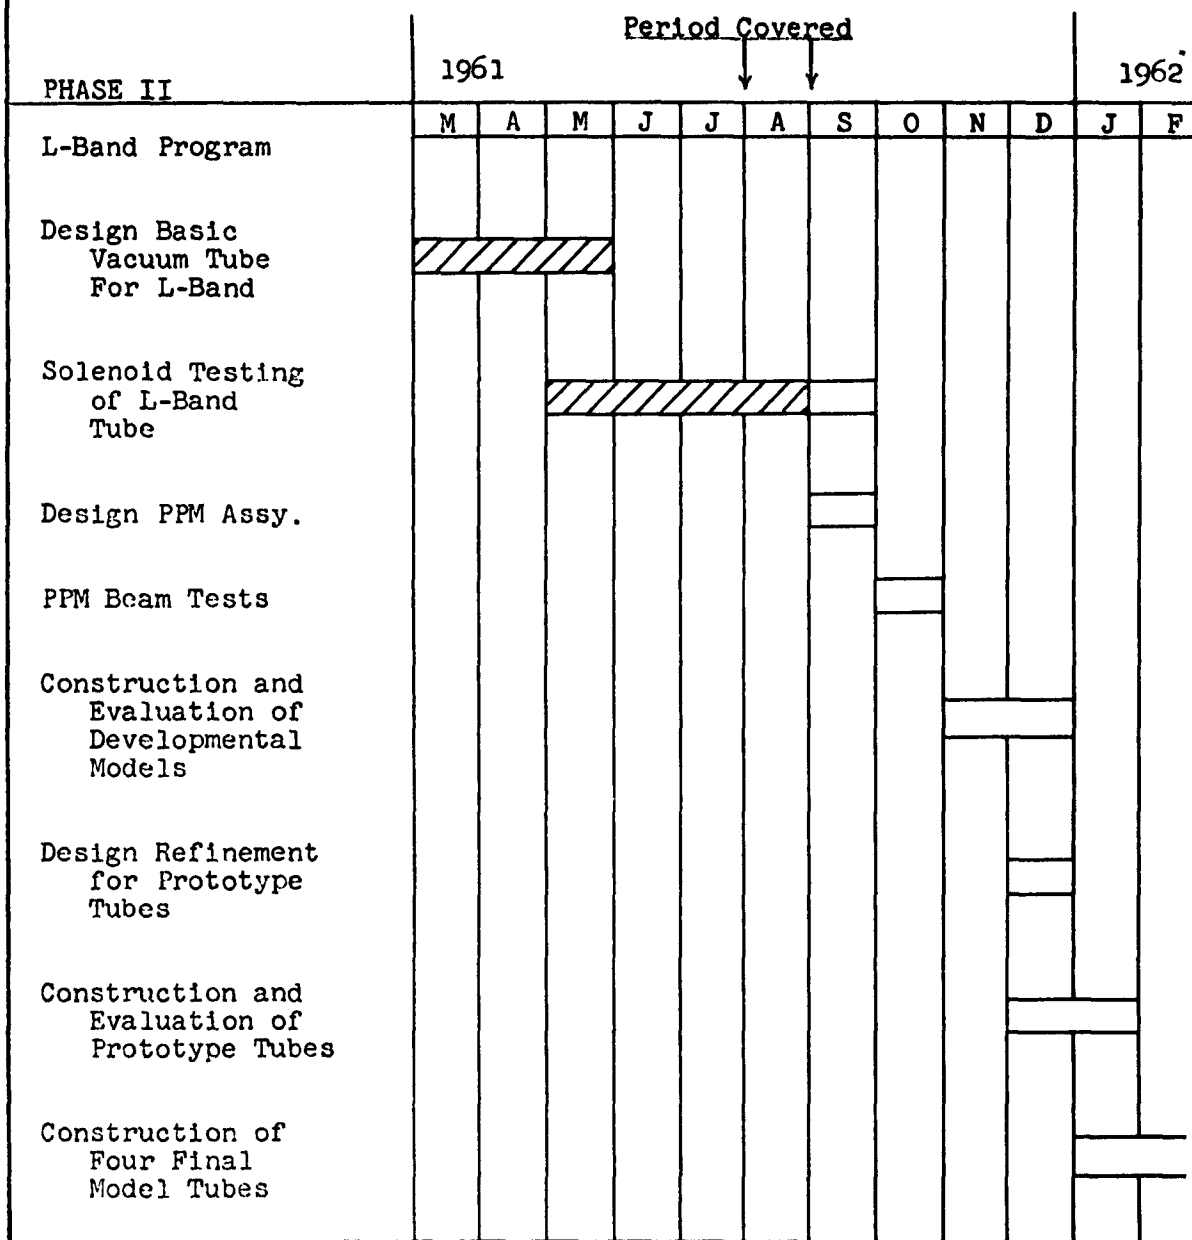 Period Covered
1961
1962
PHASE II
M A M J J A S O N D J F
L-Band Program
Design Basic
Vacuum Tube
For L-Band
Solenoid Testing
of L-Band
Tube
Design PPM Assy.
PPM Beam Tests
Construction and
Evaluation of
Developmental
Models
Design Refinement
for Prototype
Tubes
Construction and
Evaluation of
Prototype Tubes
Construction of
Four Final
Model Tubes